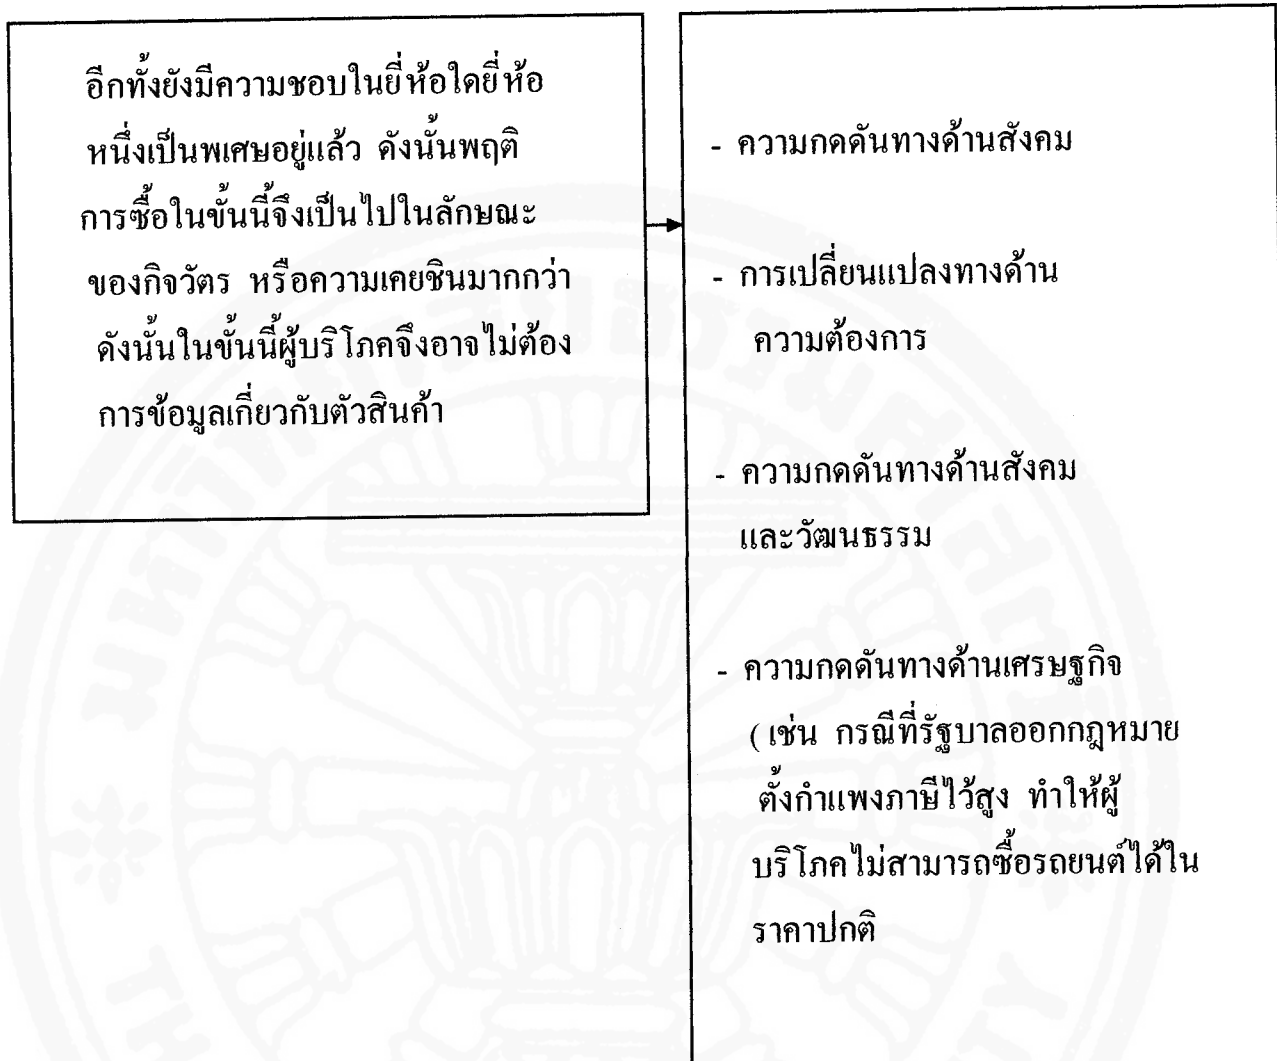 อีกทั้งยังมีความชอบในยี่ห้อใดยี่ห้อ
หนึ่งเป็นพเศษอยู่แล้ว ดังนั้นพฤติ
การซื้อในขั้นนี้จึงเป็นไปในลักษณะ
ของกิจวัตร หรือความเคยชินมากกว่า
ดังนั้นในขั้นนี้ผู้บริโภคจึงอาจไม่ต้อง
การข้อมูลเกี่ยวกับตัวสินค้า
- ความกดดันทางด้านสังคม
- การเปลี่ยนแปลงทางด้าน
ความต้องการ
- ความกดดันทางด้านสังคม
และวัฒนธรรม
- ความกดดันทางด้านเศรษฐกิจ
(เช่น กรณีที่รัฐบาลออกกฎหมาย
ตั้งกำแพงภาษีไว้สูง ทำให้ผู้
บริโภคไม่สามารถซื้อรถยนต์ได้ใน
ราคาปกติ